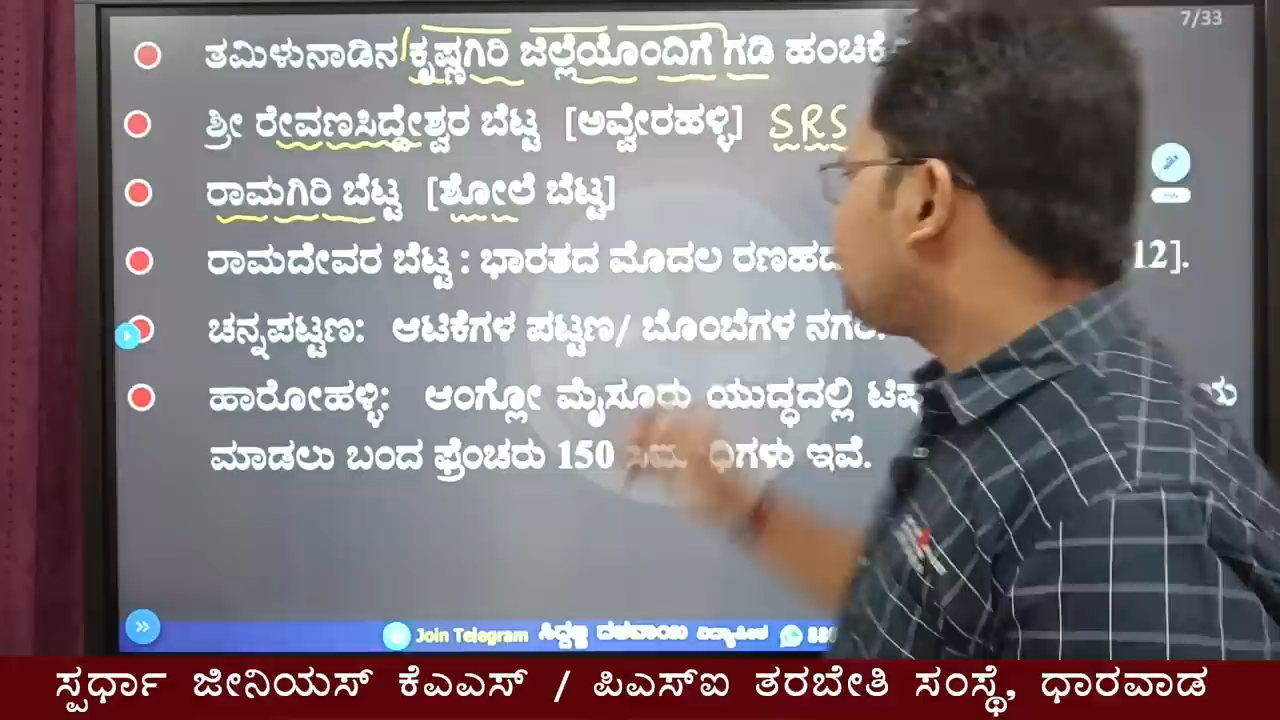 7/33
ತಮಿಳುನಾಡಿನ ಕೃಷ್ಣಗಿರಿ ಜಿಲ್ಲೆಯೊಂದಿಗೆ ಗಡಿ
ಶ್ರೀ ರೇವಣಸಿದ್ದೇಶ್ವರ ಬೆಟ್ಟ [ಅವ್ವೇರಹಳ್ಳಿ] SRS
ರಾಮಗಿರಿ ಬೆಟ್ಟ [ಶೋಲೆ ಬೆಟ್ಟ]
ರಾಮದೇವರ ಬೆಟ್ಟ : ಭಾರತದ ಮೊದಲ 12].
ಚನ್ನಪಟ್ಟಣ: ಆಟಿಕೆಗಳ ಪಟ್ಟಣ/ ಬೊಂಬೆಗಳ ನಗರ.
ಹಾರೋಹಳ್ಳಿ: ಆಂಗ್ಲೋ ಮೈಸೂರು ಯುದ್ಧದಲ್ಲಿ
ಮಾಡಲು ಬಂದ ಫ್ರೆಂಚರು 150 ಇವೆ.
Join Telegram
ಸ್ಪರ್ಧಾ ಜೀನಿಯಸ್ ಕೆಎಎಸ್ / ಪಿಎಸ್ಐ ತರಬೇತಿ ಸಂಸ್ಥೆ, ಧಾರವಾಡ